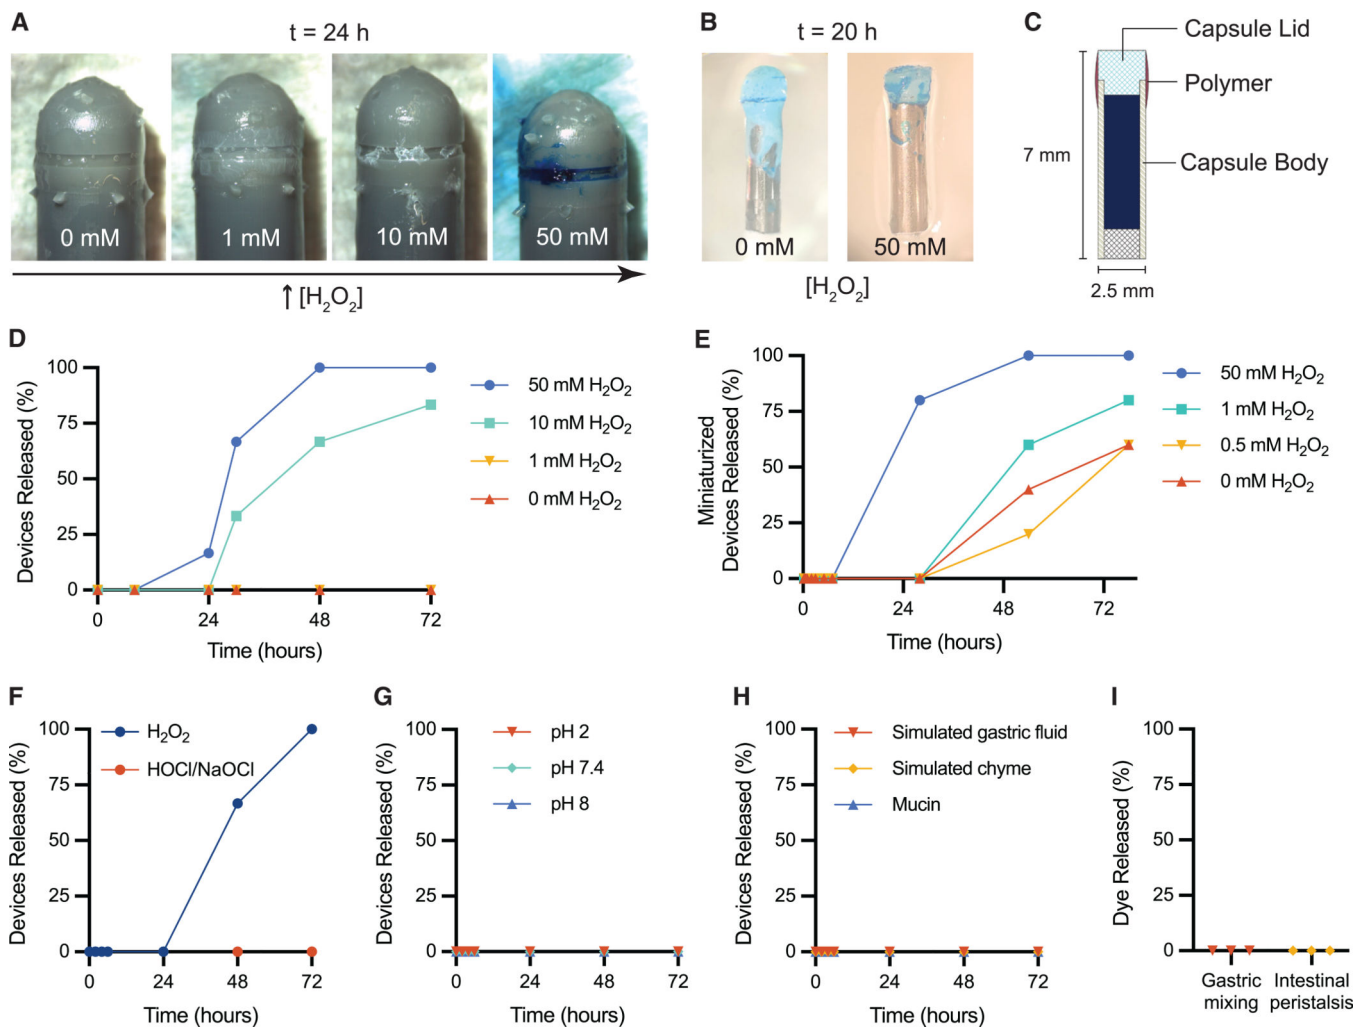 A
t = 24 h
0 mM
1 mM
10 mM
50 mM
↑ [H₂O₂]
B
t = 20 h
0 mM
50 mM
[H₂O₂]
C
Capsule Lid
Polymer
Capsule Body
7 mm
2.5 mm
D
Devices Released (%)
100
75
50
25
0
0
24
48
72
Time (hours)
50 mM H₂O₂
10 mM H₂O₂
1 mM H₂O₂
0 mM H₂O₂
E
Miniaturized
Devices Released (%)
100
75
50
25
0
0
24
48
72
Time (hours)
50 mM H₂O₂
1 mM H₂O₂
0.5 mM H₂O₂
0 mM H₂O₂
F
Devices Released (%)
100
75
50
25
0
0
24
48
72
Time (hours)
H₂O₂
HOCl/NaOCl
G
Devices Released (%)
100
75
50
25
0
0
24
48
72
Time (hours)
pH 2
pH 7.4
pH 8
H
Devices Released (%)
100
75
50
25
0
0
24
48
72
Time (hours)
Simulated gastric fluid
Simulated chyme
Mucin
I
Dye Released (%)
100
75
50
25
0
Gastric
mixing
Intestinal
peristalsis